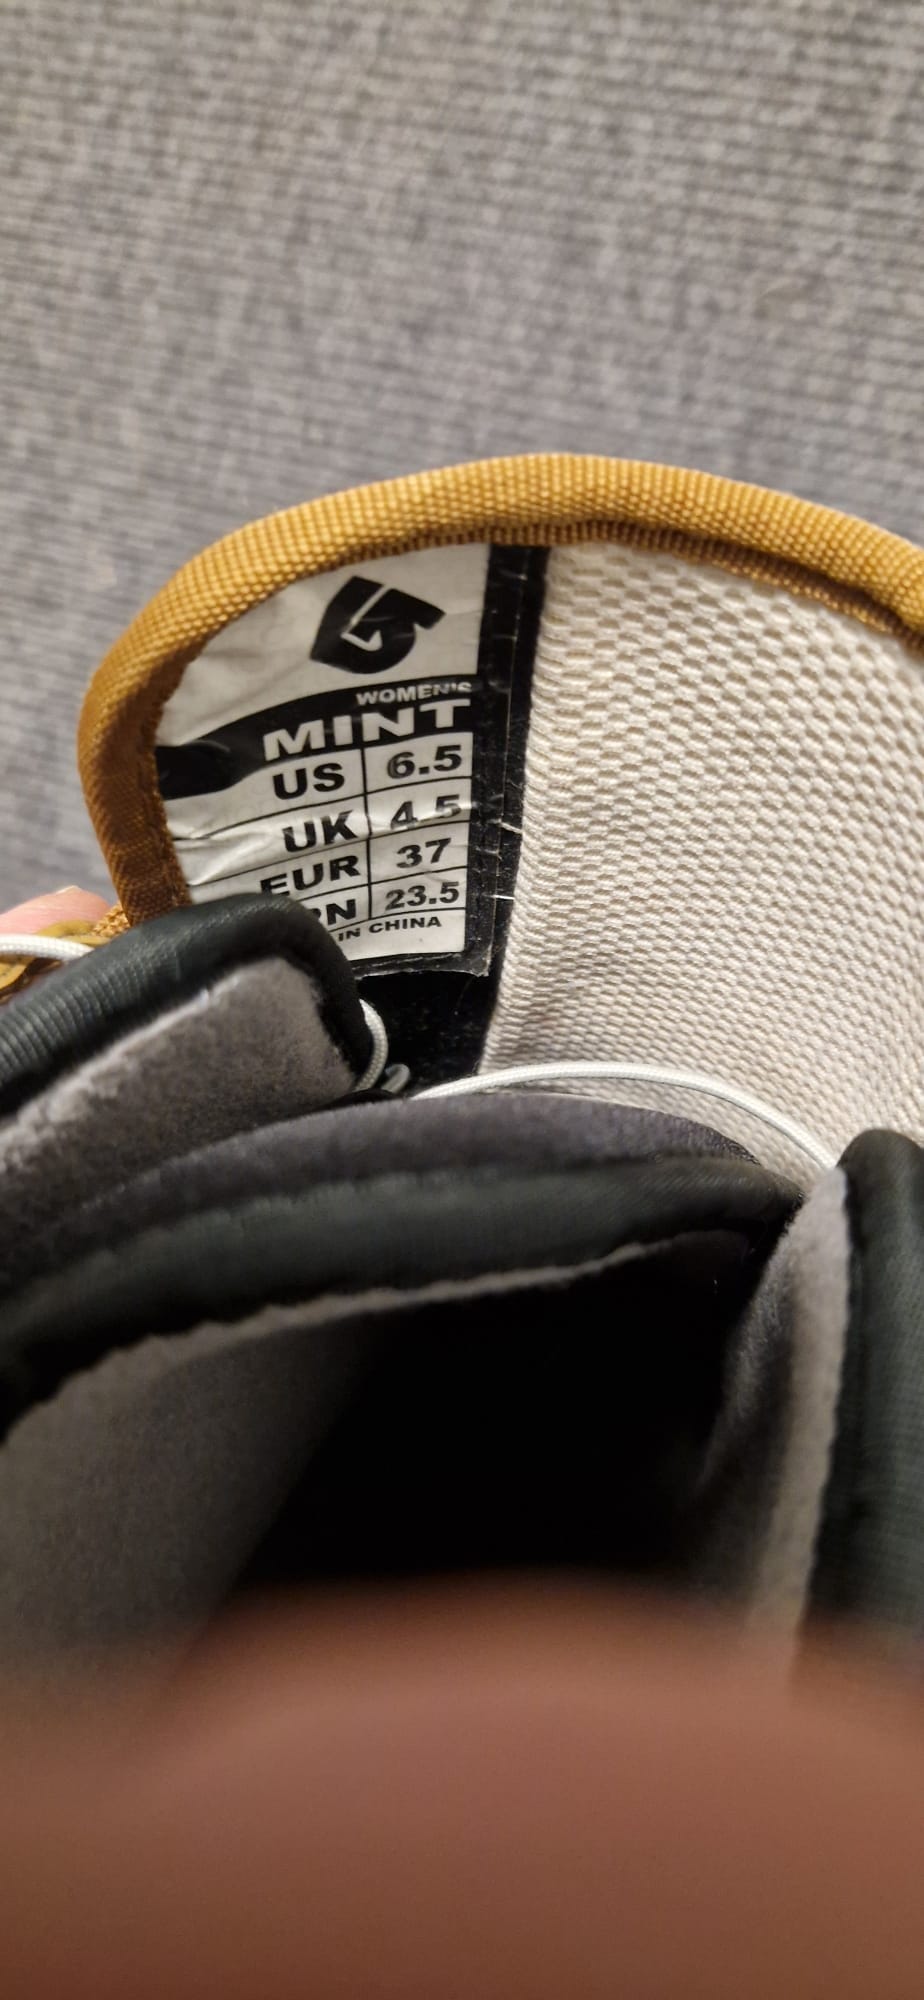 WOMEN'S
MINT
US 6.5
UK 4.5
EUR 37
23.5
IN CHINA